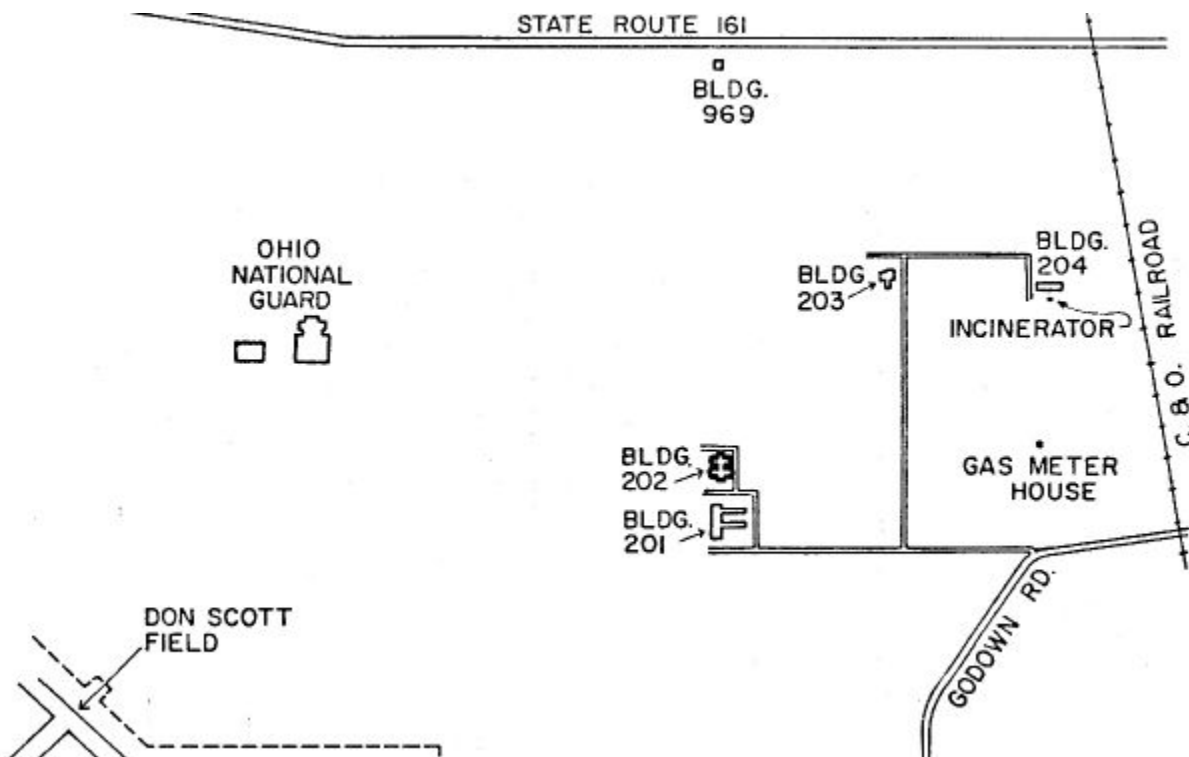 STATE ROUTE 161
BLDG.
969
OHIO
NATIONAL
GUARD
BLDG.
204
BLDG
203
INCINERATOR
C. & O. RAILROAD
BLDG.
202
GAS METER
HOUSE
BLDG.
201
GODOWN RD.
DON SCOTT
FIELD